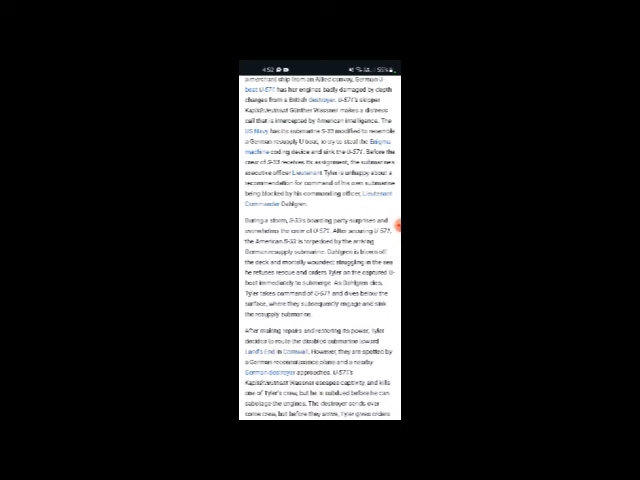 4:52
55%
a merchant ship from an Allied convoy, German U-
boat U-571 has her engines badly damaged by depth
charges from a British destroyer. U-571's skipper
Kapitänleutnant Günther Wassner makes a distress
call that is intercepted by American intelligence. The
US Navy has its submarine S-33 modified to resemble
a German resupply U-boat, to try to steal the Enigma
machine coding device and sink the U-571. Before the
crew of S-33 receives its assignment, the submarine's
executive officer Lieutenant Tyler is unhappy about a
recommendation for command of his own submarine
being blocked by his commanding officer, Lieutenant
Commander Dahlgren.
During a storm, S-33's boarding party surprises and
overwhelms the crew of U-571. After securing U-571,
the American S-33 is torpedoed by the arriving
German resupply submarine. Dahlgren is blown off
the deck and mortally wounded; struggling in the sea
he refuses rescue and orders Tyler on the captured U-
boat immediately to submerge. As Dahlgren dies,
Tyler takes command of U-571 and dives below the
surface, where they subsequently engage and sink
the resupply submarine.
After making repairs and restoring its power, Tyler
decides to route the disabled submarine toward
Land's End in Cornwall. However, they are spotted by
a German reconnaissance plane and a nearby
German destroyer approaches. U-571's
Kapitänleutnant Wassner escapes captivity, and kills
one of Tyler's crew, but he is subdued before he can
sabotage the engines. The destroyer sends over
some crew, but before they arrive, Tyler gives orders